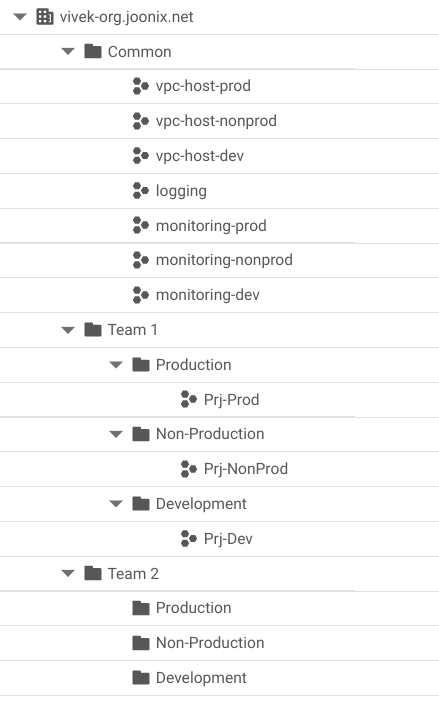 vivek-org.joonix.net
Common
vpc-host-prod
vpc-host-nonprod
vpc-host-dev
logging
monitoring-prod
monitoring-nonprod
monitoring-dev
Team 1
Production
Prj-Prod
Non-Production
Prj-NonProd
Development
Prj-Dev
Team 2
Production
Non-Production
Development